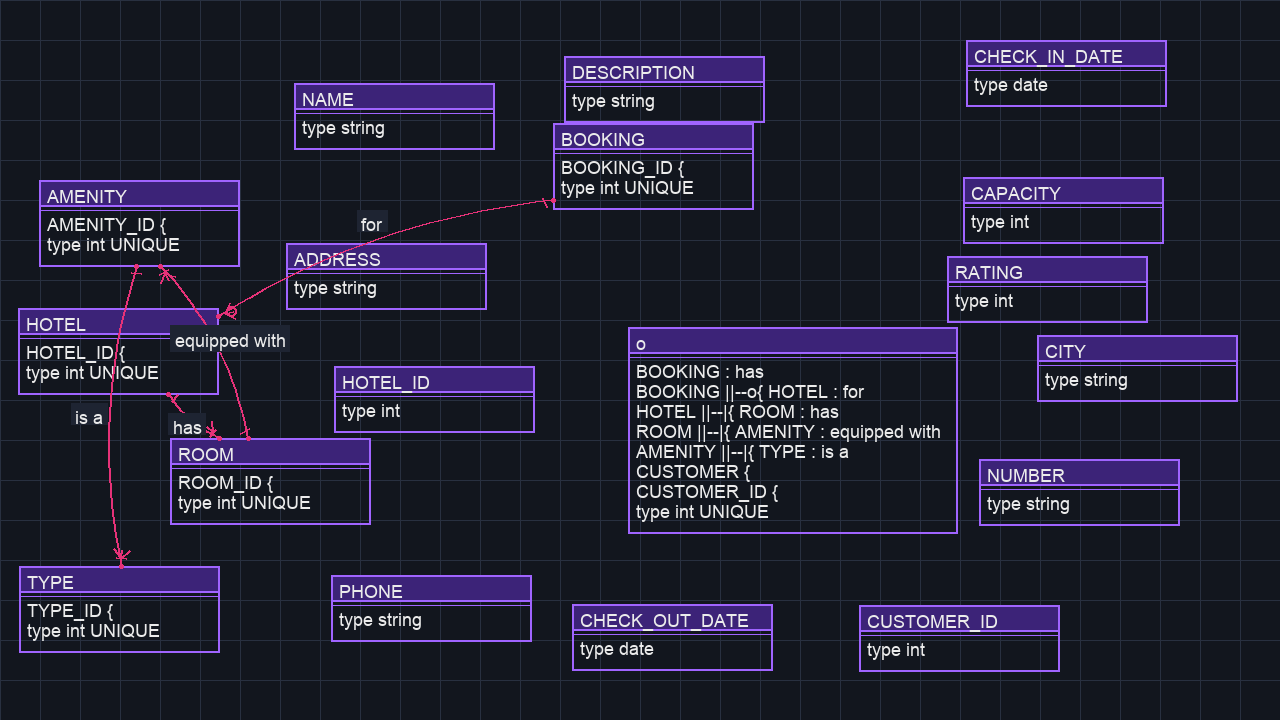 CHECK_IN_DATE
type date
DESCRIPTION
type string
NAME
type string
BOOKING
BOOKING_ID {
type int UNIQUE
AMENITY
AMENITY_ID {
type int UNIQUE
CAPACITY
type int
for
ADDRESS
type string
RATING
type int
HOTEL
HOTEL_ID {
type int UNIQUE
equipped with
o
BOOKING : has
BOOKING ||--o{ HOTEL : for
HOTEL ||--|{ ROOM : has
ROOM ||--|{ AMENITY : equipped with
AMENITY ||--|{ TYPE : is a
CUSTOMER {
CUSTOMER_ID {
type int UNIQUE
CITY
type string
HOTEL_ID
type int
is a
has
ROOM
ROOM_ID {
type int UNIQUE
NUMBER
type string
TYPE
TYPE_ID {
type int UNIQUE
PHONE
type string
CHECK_OUT_DATE
type date
CUSTOMER_ID
type int